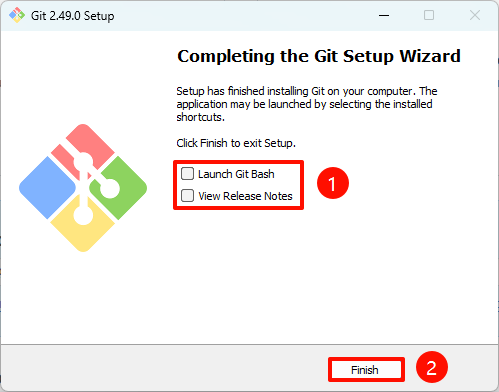 Git 2.49.0 Setup
Completing the Git Setup Wizard
Setup has finished installing Git on your computer. The
application may be launched by selecting the installed
shortcuts.
Click Finish to exit Setup.
Launch Git Bash
1
View Release Notes
Finish
2